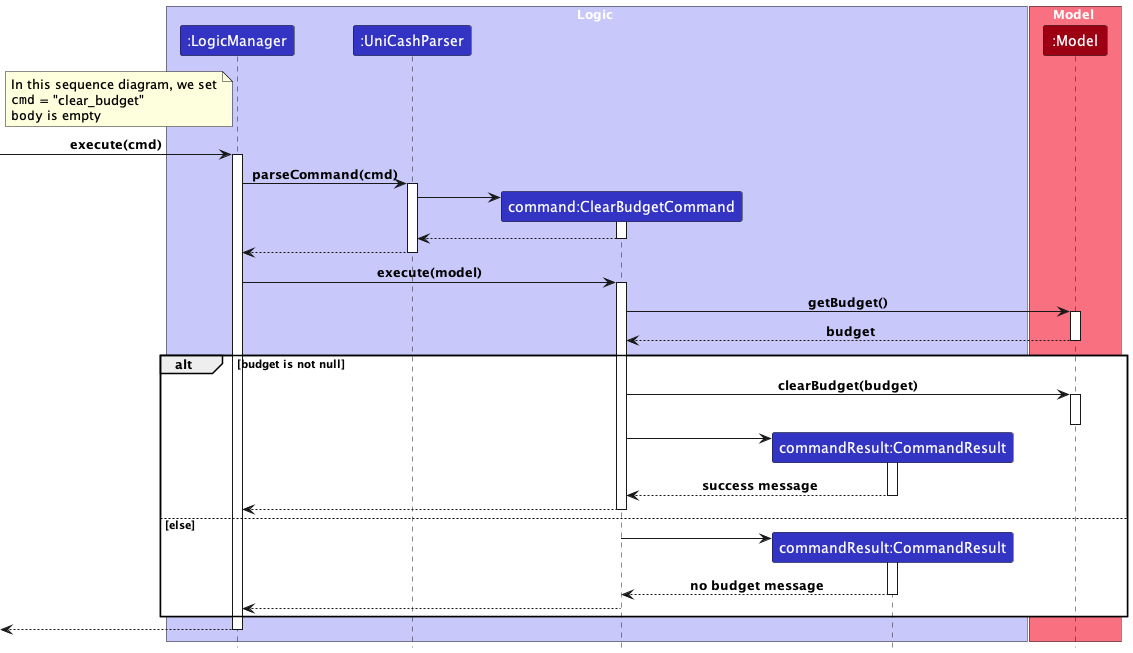 Logic
Model
:LogicManager
:UniCashParser
:Model
In this sequence diagram, we set
cmd = "clear_budget"
body is empty
execute(cmd)
parseCommand(cmd)
command:ClearBudgetCommand
execute(model)
getBudget()
budget
alt
[budget is not null]
clearBudget(budget)
commandResult:CommandResult
success message
[else]
commandResult:CommandResult
no budget message